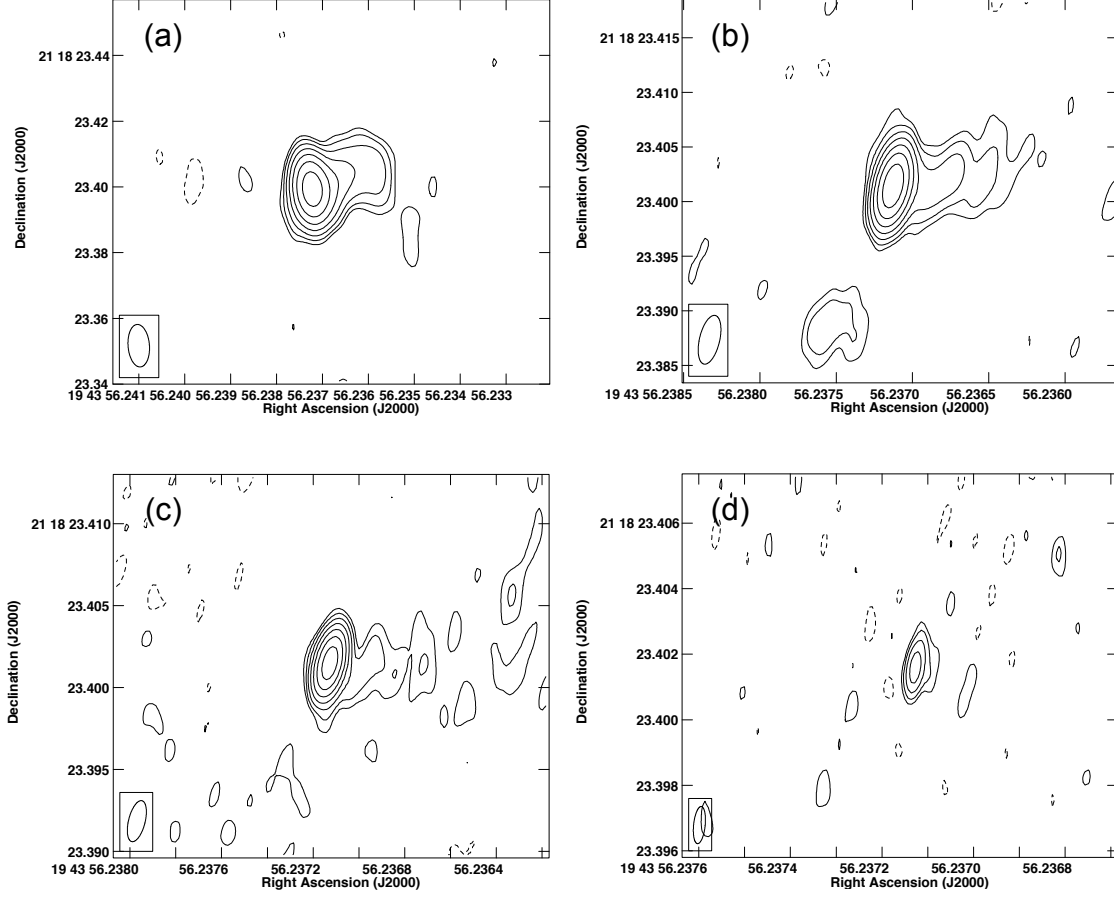 (a)
Declination (J2000)
21 18 23.44
23.42
23.40
23.38
23.36
23.34
19 43 56.241 56.240 56.239 56.238 56.237 56.236 56.235 56.234 56.233
Right Ascension (J2000)
(b)
Declination (J2000)
21 18 23.415
23.410
23.405
23.400
23.395
23.390
23.385
19 43 56.2385 56.2380 56.2375 56.2370 56.2365 56.2360
Right Ascension (J2000)
(c)
Declination (J2000)
21 18 23.410
23.405
23.400
23.395
23.390
19 43 56.2380 56.2376 56.2372 56.2368 56.2364
Right Ascension (J2000)
(d)
Declination (J2000)
21 18 23.406
23.404
23.402
23.400
23.398
23.396
19 43 56.2376 56.2374 56.2372 56.2370 56.2368
Right Ascension (J2000)